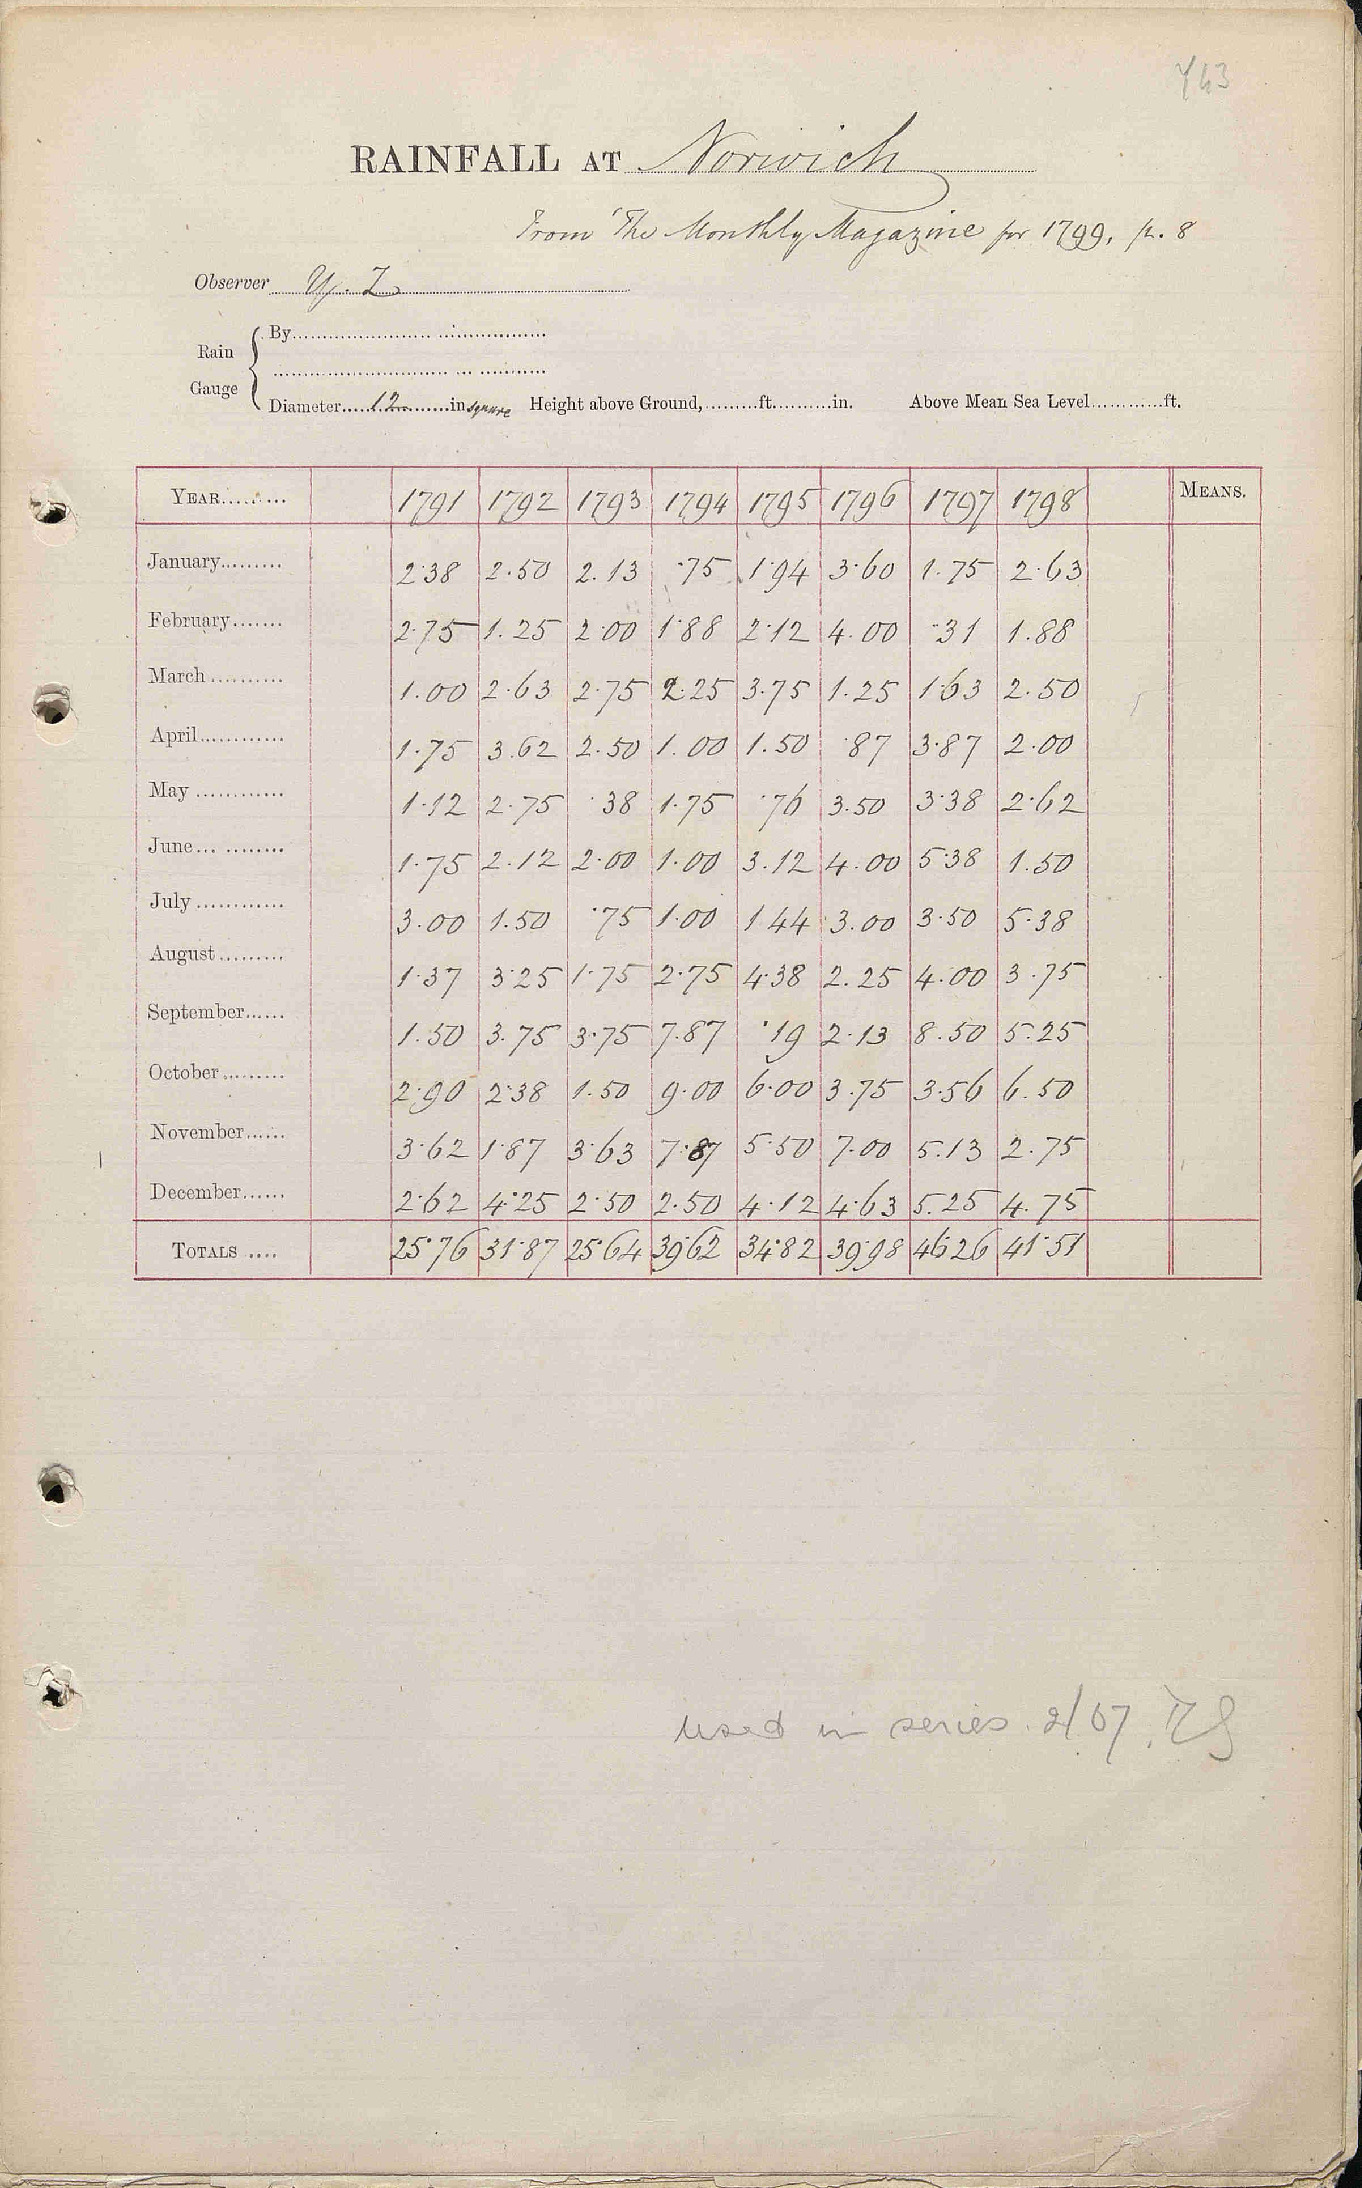 743
RAINFALL AT Norwich
From 'The Monthly Magazine for 1799, p. 8
Observer Y. Z
Rain Gauge { By
Diameter 12 in square Height above Ground, ft. in. Above Mean Sea Level ft.
YEAR 1791 1792 1793 1794 1795 1796 1797 1798 MEANS.
January 2·38 2·50 2.13 ·75 1·94 3·60 1.75 2·63
February 2·75 1.25 2·00 1·88 2·12 4.00 ·31 1.88
March 1.00 2·63 2·75 2·25 3·75 1.25 1·63 2.50
April 1·75 3.62 2·50 1.00 1.50 ·87 3·87 2·00
May 1·12 2·75 ·38 1·75 ·76 3.50 3·38 2·62
June 1·75 2.12 2·00 1·00 3.12 4.00 5·38 1.50
July 3.00 1.50 ·75 1·00 1·44 3.00 3·50 5·38
August 1·37 3·25 1·75 2·75 4·38 2.25 4.00 3.75
September 1.50 3.75 3·75 7·87 ·19 2·13 8.50 5.25
October 2·90 2·38 1.50 9·00 6·00 3.75 3·56 6.50
November 3·62 1·87 3·63 7·87 5·50 7·00 5.13 2.75
December 2·62 4·25 2·50 2·50 4·12 4·63 5.25 4.75
TOTALS 25·76 31·87 25·64 39·62 34·82 39·98 46·26 41·51
used in series 2/07.